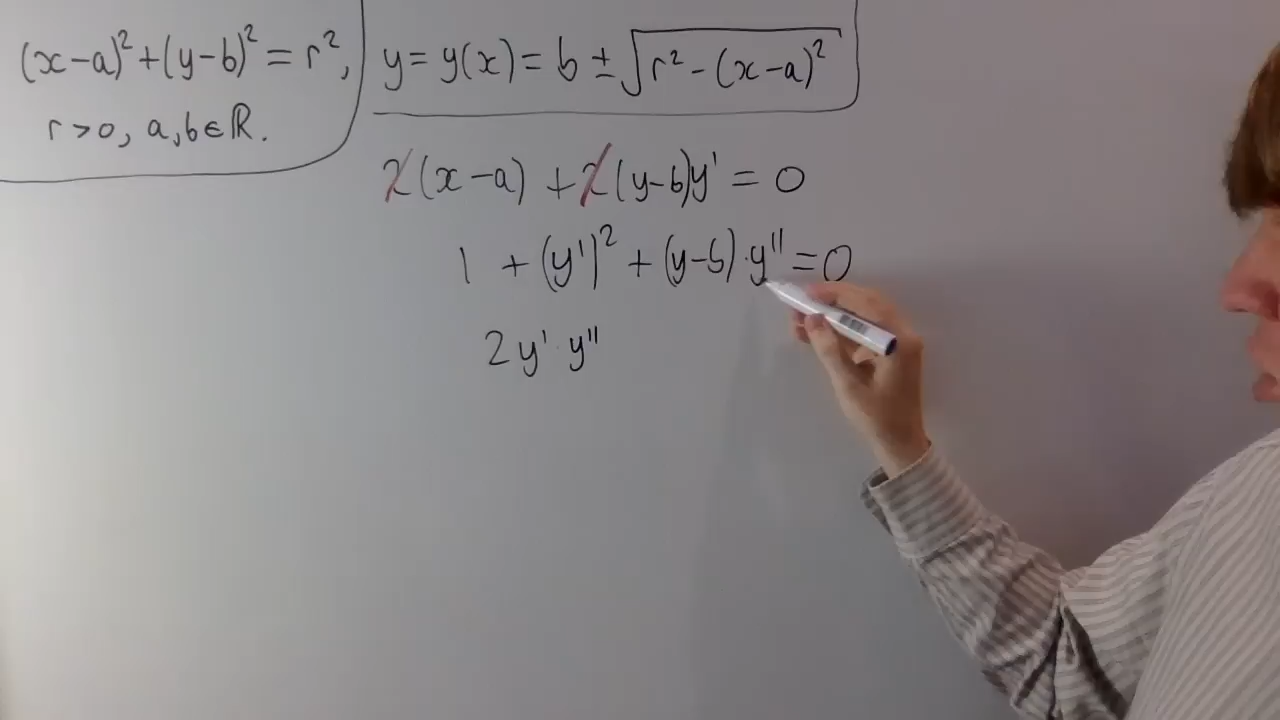 (x-a)²+(y-b)² = r²,
r>0, a,b∈ℝ.
y = y(x) = b ± √(r² - (x-a)²)
2(x-a) + 2(y-b)y' = 0
1 + (y')² + (y-b)·y'' = 0
2y'·y''